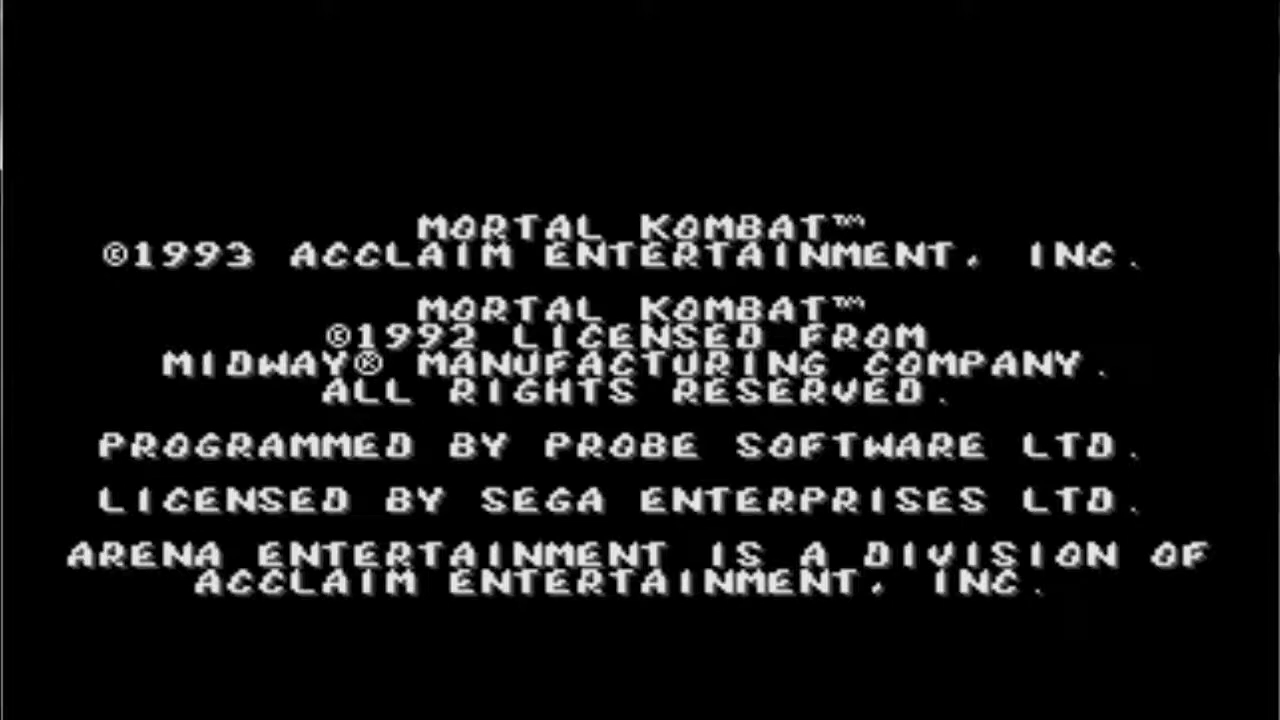 MORTAL KOMBAT™
©1993 ACCLAIM ENTERTAINMENT, INC.
MORTAL KOMBAT™
©1992 LICENSED FROM
MIDWAY® MANUFACTURING COMPANY.
ALL RIGHTS RESERVED.
PROGRAMMED BY PROBE SOFTWARE LTD.
LICENSED BY SEGA ENTERPRISES LTD.
ARENA ENTERTAINMENT IS A DIVISION OF
ACCLAIM ENTERTAINMENT, INC.